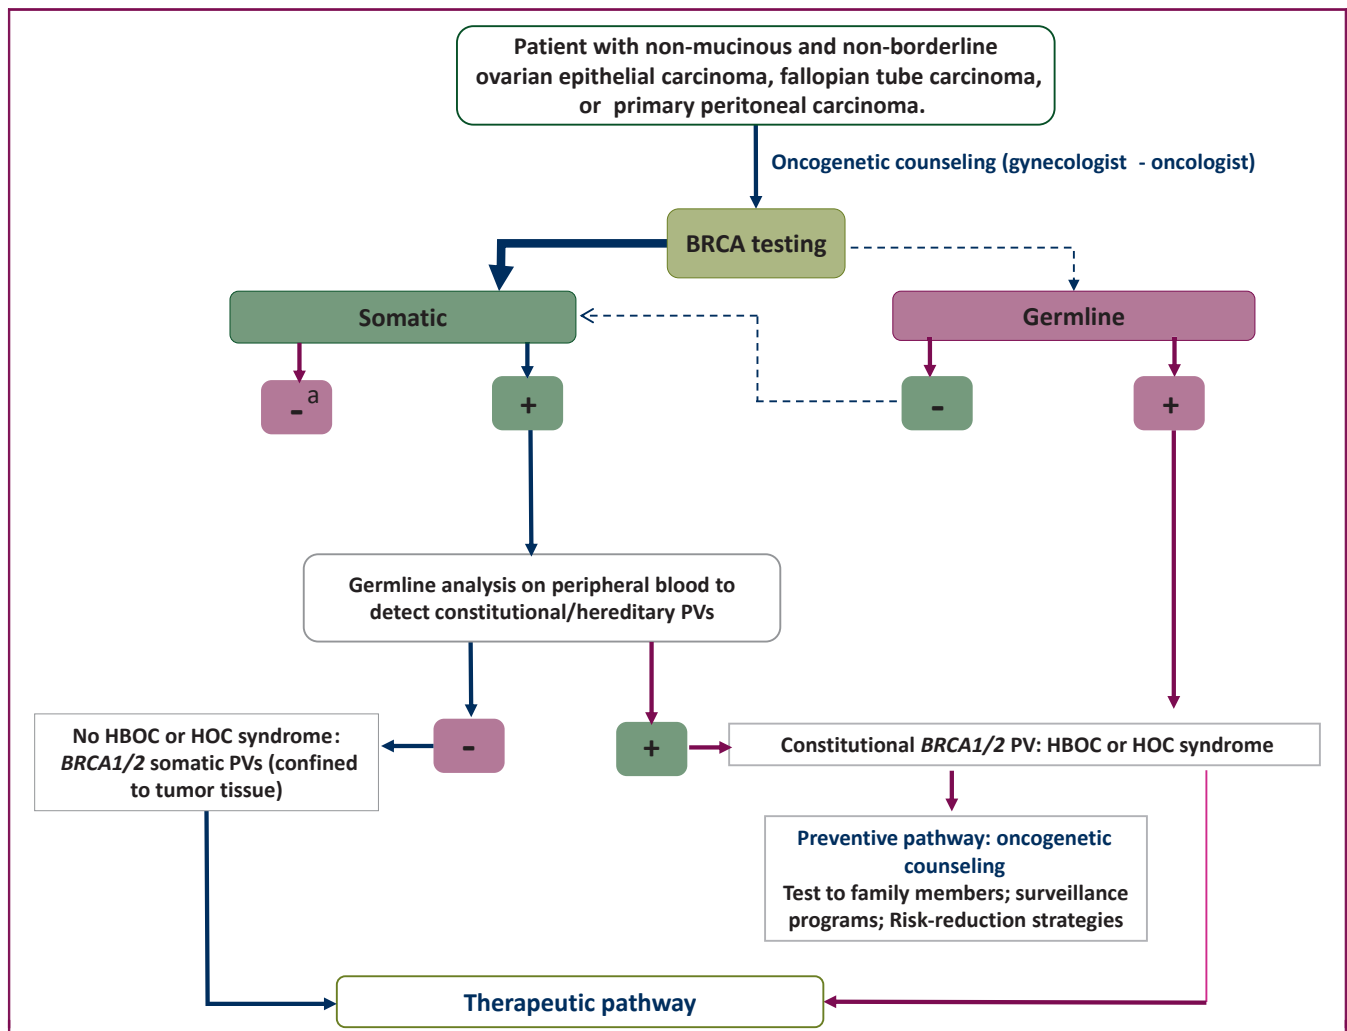 Patient with non-mucinous and non-borderline
ovarian epithelial carcinoma, fallopian tube carcinoma,
or primary peritoneal carcinoma.
Oncogenetic counseling (gynecologist - oncologist)
BRCA testing
Somatic
Germline
- a
+
-
+
Germline analysis on peripheral blood to
detect constitutional/hereditary PVs
No HBOC or HOC syndrome:
BRCA1/2 somatic PVs (confined
to tumor tissue)
-
+
Constitutional BRCA1/2 PV: HBOC or HOC syndrome
Preventive pathway: oncogenetic
counseling
Test to family members; surveillance
programs; Risk-reduction strategies
Therapeutic pathway